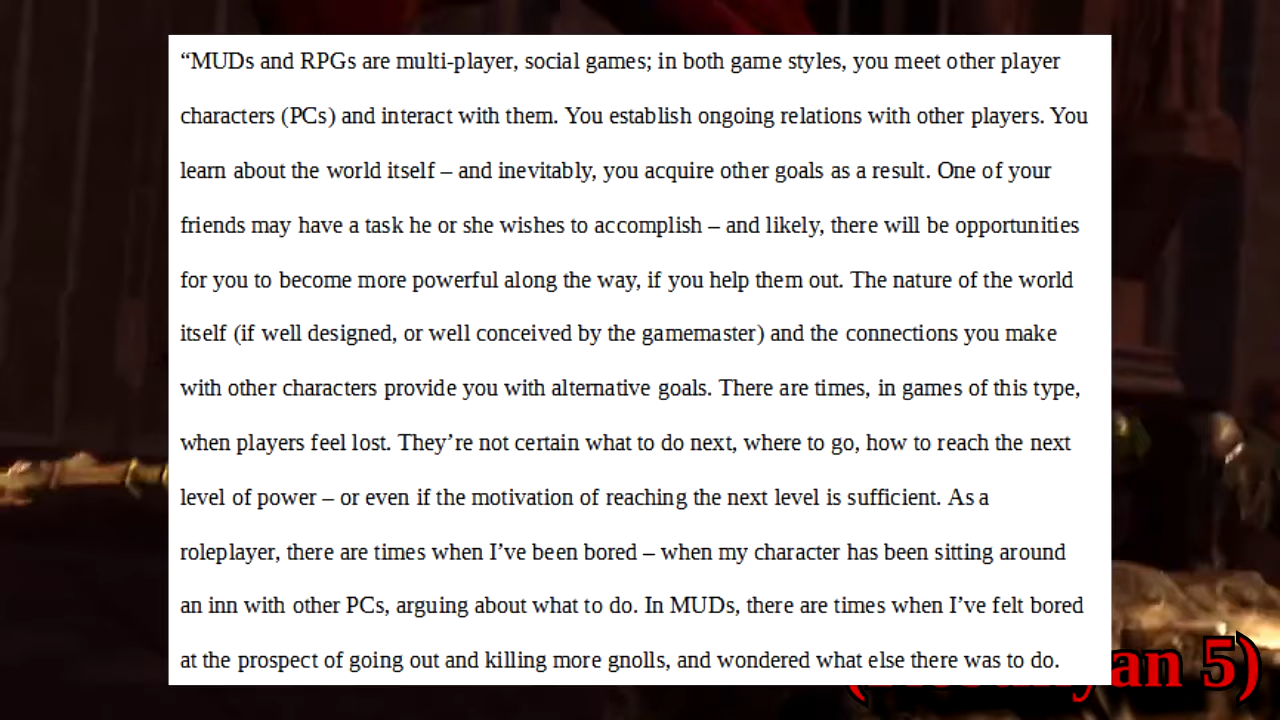 “MUDs and RPGs are multi-player, social games; in both game styles, you meet other player
characters (PCs) and interact with them. You establish ongoing relations with other players. You
learn about the world itself – and inevitably, you acquire other goals as a result. One of your
friends may have a task he or she wishes to accomplish – and likely, there will be opportunities
for you to become more powerful along the way, if you help them out. The nature of the world
itself (if well designed, or well conceived by the gamemaster) and the connections you make
with other characters provide you with alternative goals. There are times, in games of this type,
when players feel lost. They’re not certain what to do next, where to go, how to reach the next
level of power – or even if the motivation of reaching the next level is sufficient. As a
roleplayer, there are times when I’ve been bored – when my character has been sitting around
an inn with other PCs, arguing about what to do. In MUDs, there are times when I’ve felt bored
at the prospect of going out and killing more gnolls, and wondered what else there was to do.
5)